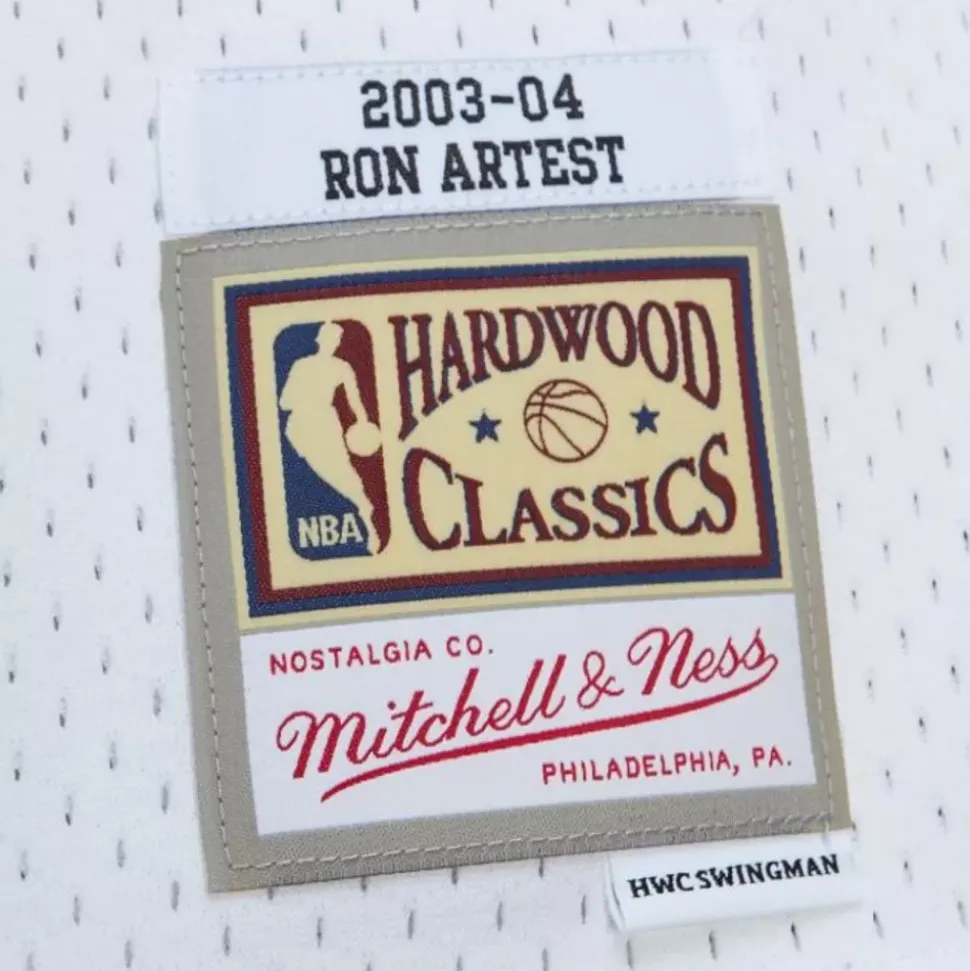 2003-04
RON ARTEST
HARDWOOD
CLASSICS
NBA
NOSTALGIA CO.
Mitchell & Ness
PHILADELPHIA, PA.
HWC SWINGMAN